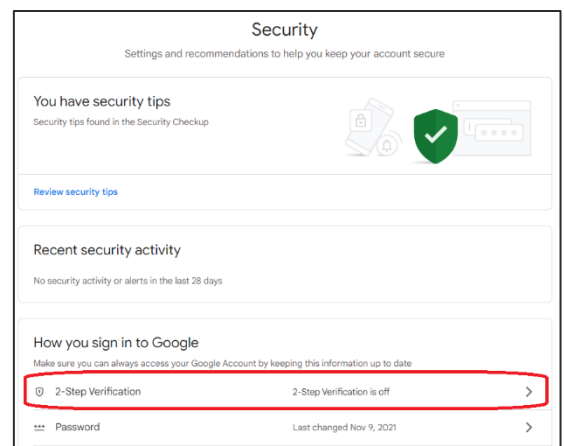 Security
Settings and recommendations to help you keep your account secure
You have security tips
Security tips found in the Security Checkup
Review security tips
Recent security activity
No security activity or alerts in the last 28 days
How you sign in to Google
Make sure you can always access your Google Account by keeping this information up to date
2-Step Verification 2-Step Verification is off
Password Last changed Nov 9, 2021